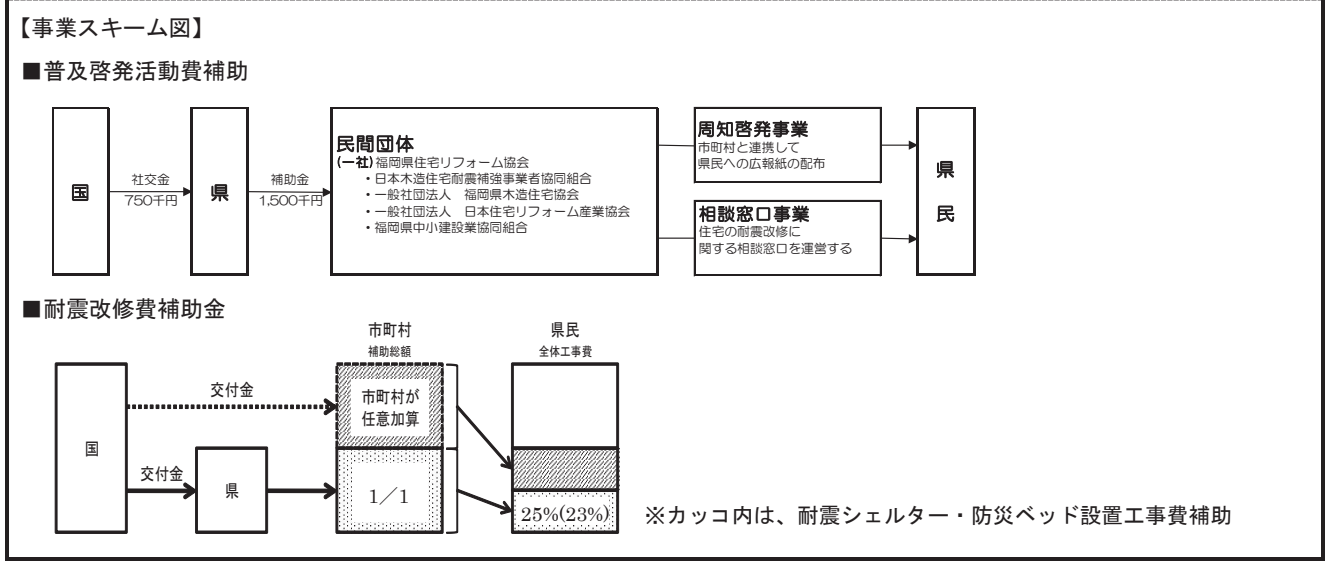 【事業スキーム図】
■普及啓発活動費補助
国
社交金
750千円
県
補助金
1,500千円
民間団体
(一社)福岡県住宅リフォーム協会
・日本木造住宅耐震補強事業者協同組合
・一般社団法人　福岡県木造住宅協会
・一般社団法人　日本住宅リフォーム産業協会
・福岡県中小建設業協同組合
周知啓発事業
市町村と連携して
県民への広報紙の配布
相談窓口事業
住宅の耐震改修に
関する相談窓口を運営する
県
民
■耐震改修費補助金
市町村
補助総額
県民
全体工事費
国
交付金
市町村が
任意加算
交付金
県
1／1
25%(23%)
※カッコ内は、耐震シェルター・防災ベッド設置工事費補助